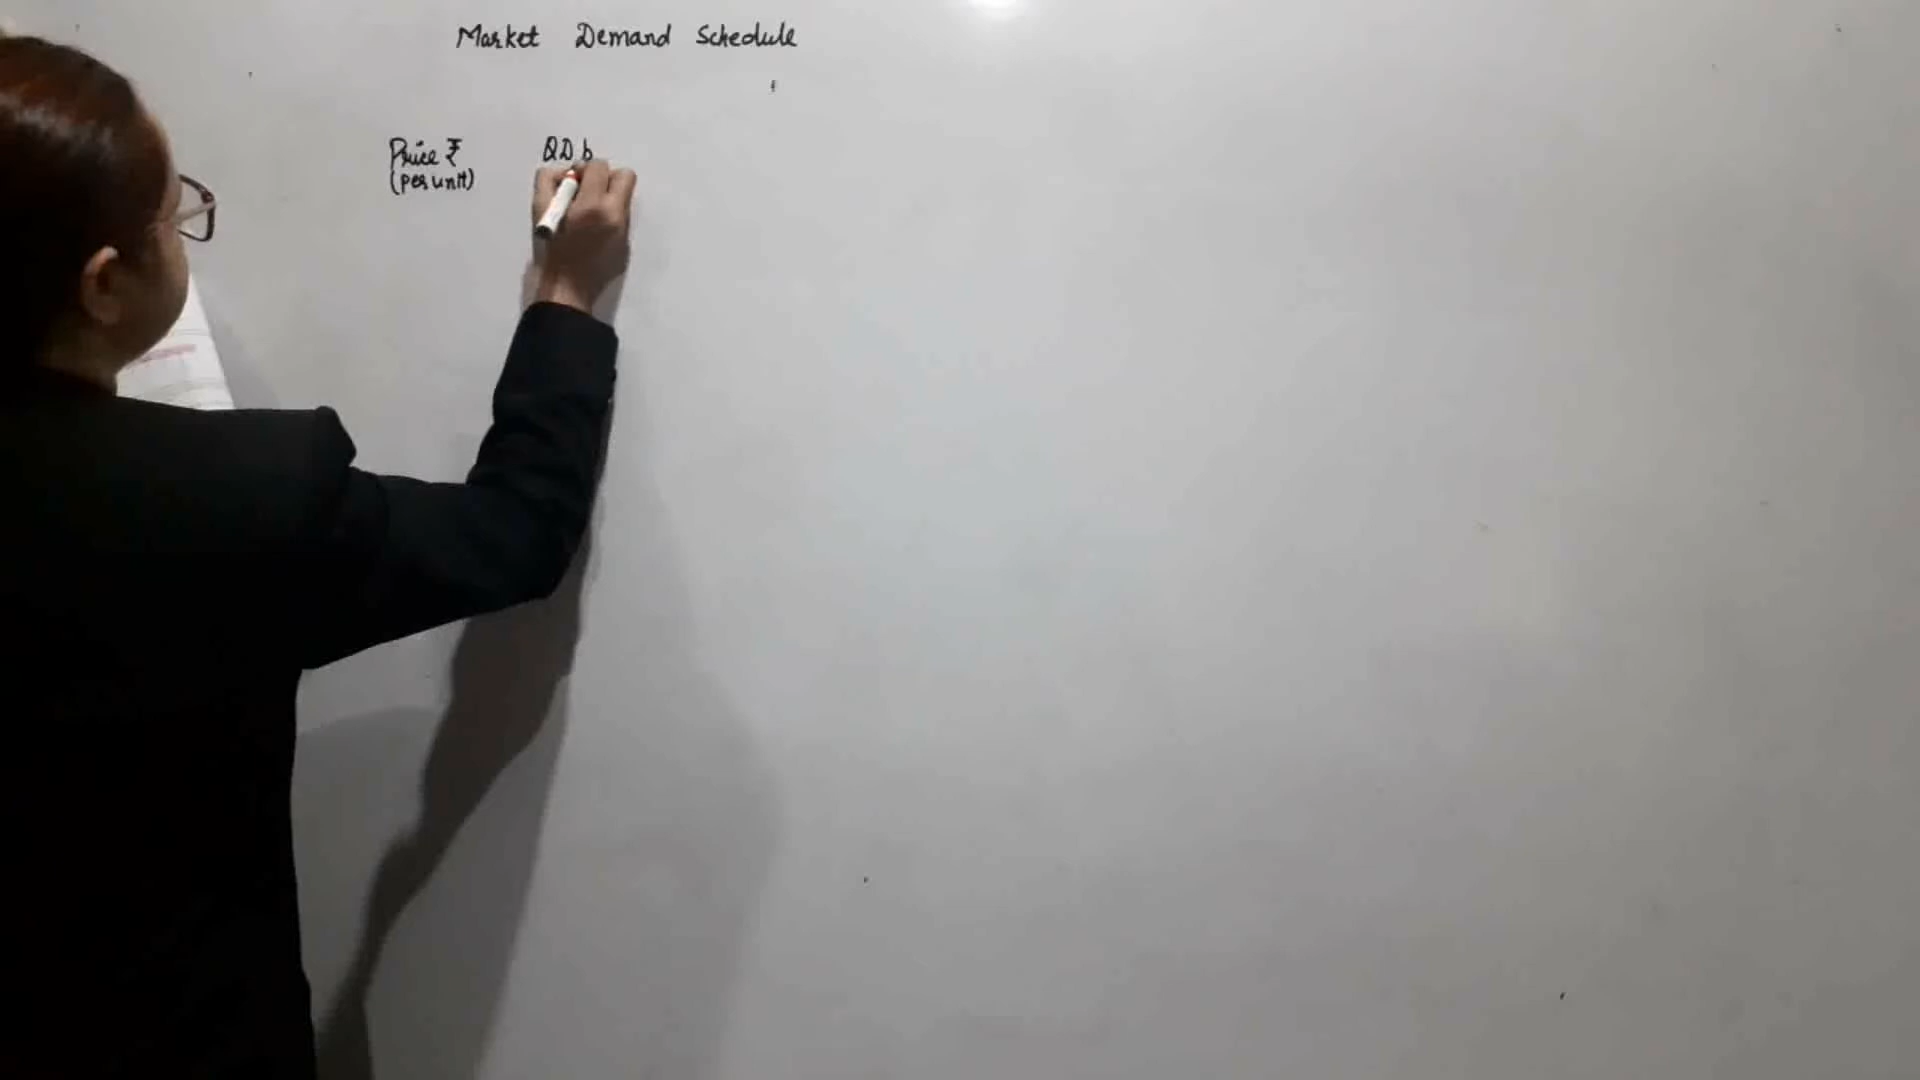 Market Demand Schedule
Price ₹ QD b
(per unit)